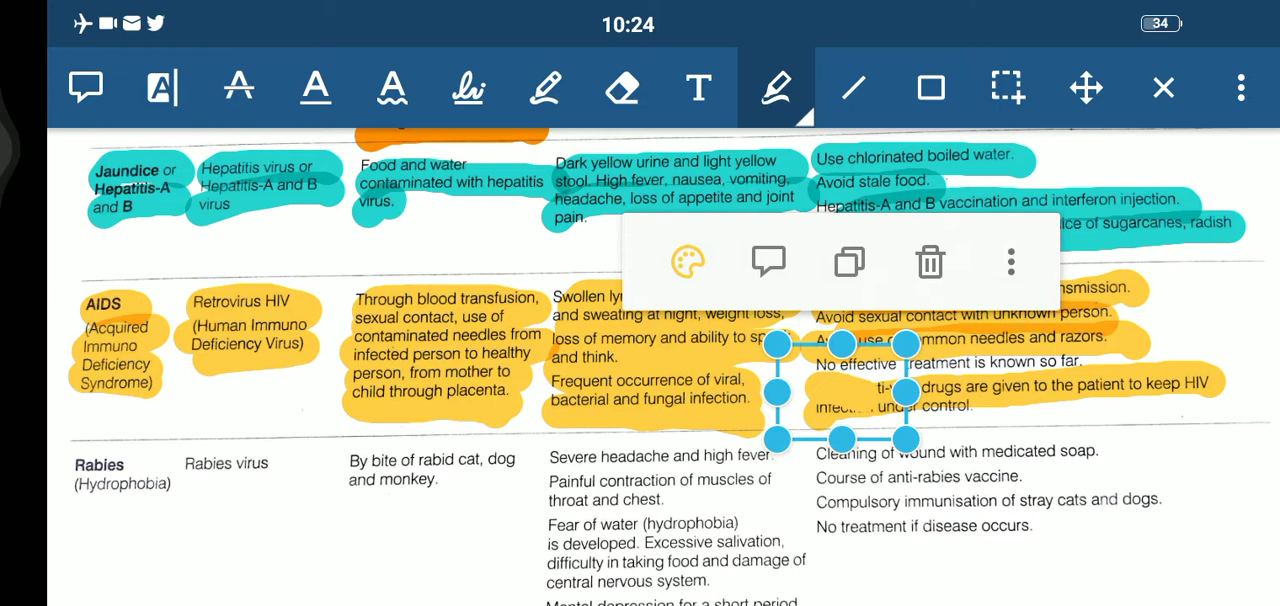 10:24
34
Jaundice or
Hepatitis-A
and B
Hepatitis virus or
Hepatitis-A and B
virus
Food and water
contaminated with hepatitis
virus.
Dark yellow urine and light yellow
stool. High fever, nausea, vomiting,
headache, loss of appetite and joint
pain.
Use chlorinated boiled water.
Avoid stale food.
Hepatitis-A and B vaccination and interferon injection.
of sugarcanes, radish
AIDS
(Acquired
Immuno
Deficiency
Syndrome)
Retrovirus HIV
(Human Immuno
Deficiency Virus)
Through blood transfusion,
sexual contact, use of
contaminated needles from
infected person to healthy
person, from mother to
child through placenta.
Swollen
and sweating at night, weight loss,
loss of memory and ability to
and think.
Frequent occurrence of viral,
bacterial and fungal infection.
Avoid sexual contact with unknown person.
needles and razors.
No effective treatment is known so far.
drugs are given to the patient to keep HIV
under control.
Rabies
(Hydrophobia)
Rabies virus
By bite of rabid cat, dog
and monkey.
Severe headache and high fever.
Painful contraction of muscles of
throat and chest.
Fear of water (hydrophobia)
is developed. Excessive salivation,
difficulty in taking food and damage of
central nervous system.
Mental depression for a short period
Cleaning of wound with medicated soap.
Course of anti-rabies vaccine.
Compulsory immunisation of stray cats and dogs.
No treatment if disease occurs.